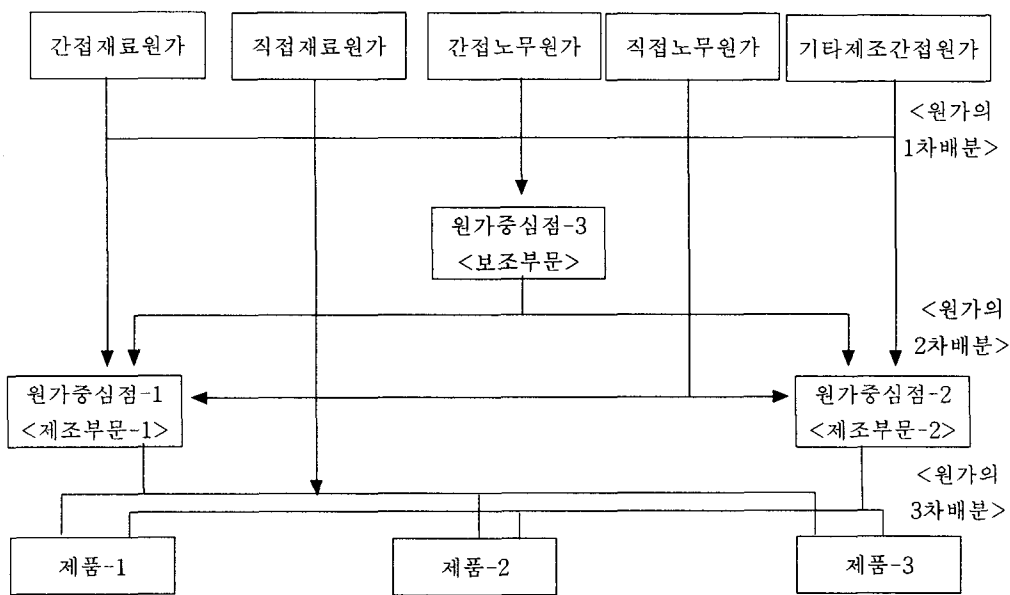 간접재료원가
직접재료원가
간접노무원가
직접노무원가
기타제조간접원가
<원가의
1차배분>
원가중심점-3
<보조부문>
<원가의
2차배분>
원가중심점-1
<제조부문-1>
원가중심점-2
<제조부문-2>
<원가의
3차배분>
제품-1
제품-2
제품-3